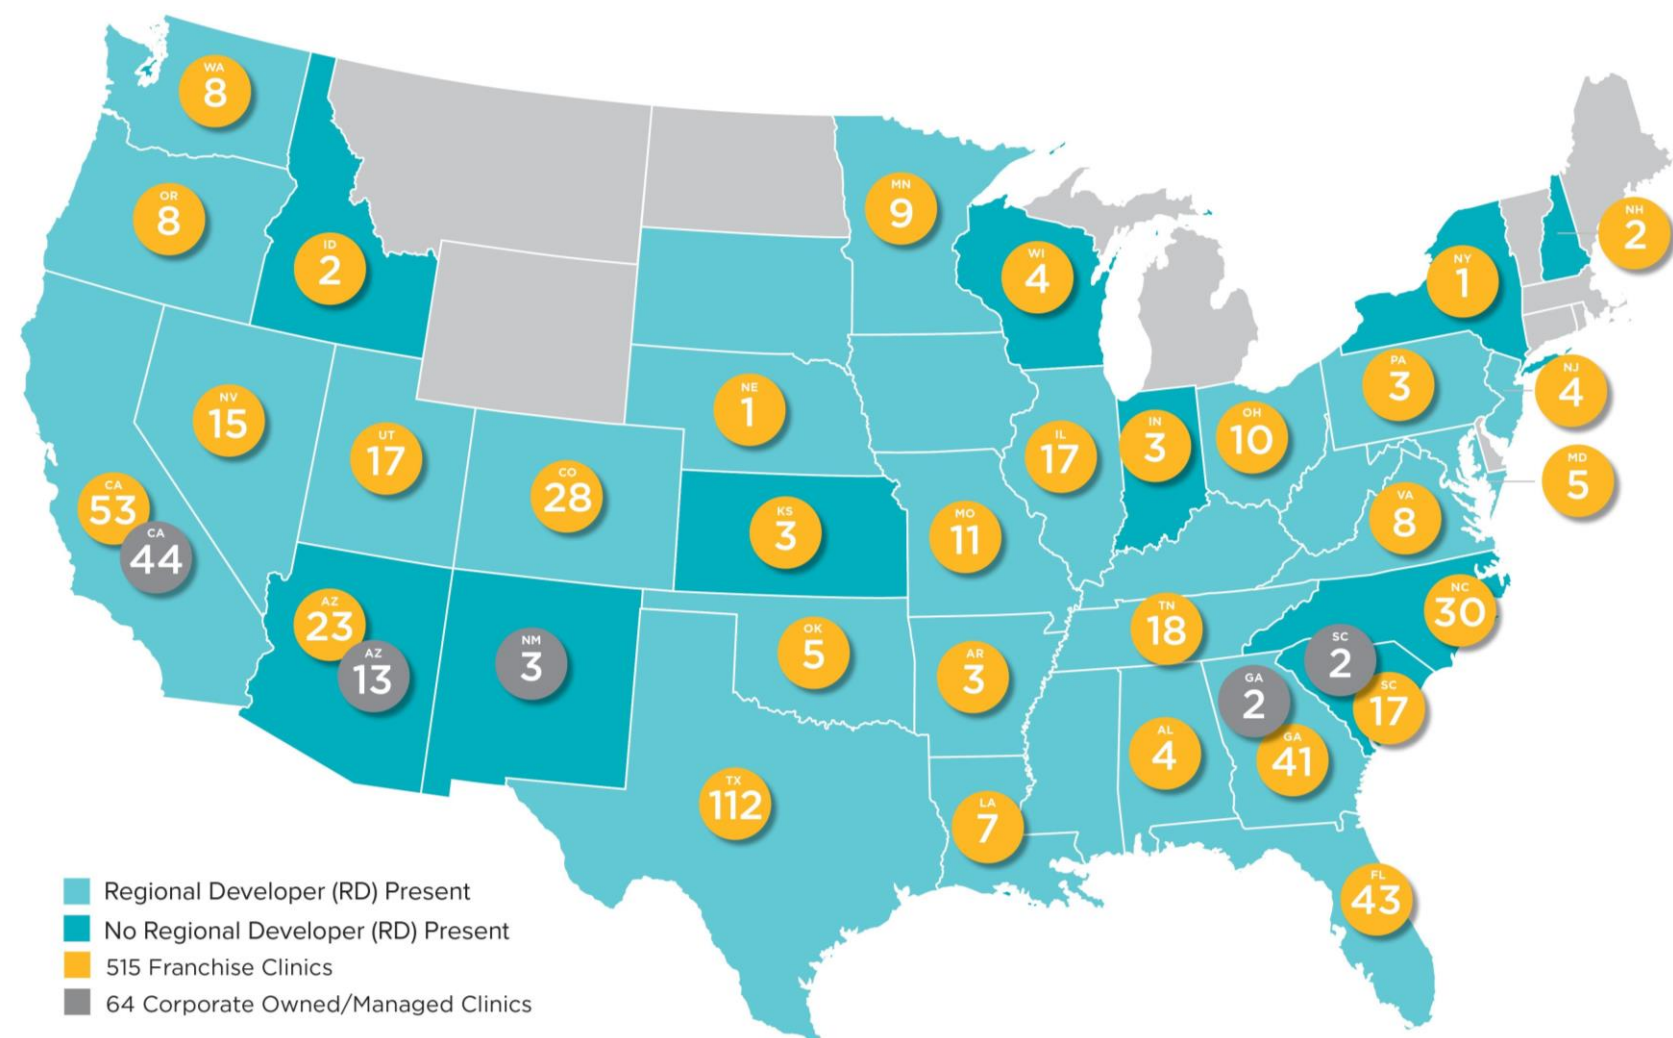 WA
8
OR
8
ID
2
MN
9
WI
4
NH
2
NY
1
PA
3
NJ
4
NV
15
UT
17
NE
1
CO
28
IL
17
IN
3
OH
10
MD
5
CA
53
CA
44
KS
3
MO
11
VA
8
AZ
23
AZ
13
NM
3
OK
5
AR
3
TN
18
NC
30
SC
2
SC
17
GA
2
GA
41
AL
4
TX
112
LA
7
FL
43
Regional Developer (RD) Present
No Regional Developer (RD) Present
515 Franchise Clinics
64 Corporate Owned/Managed Clinics